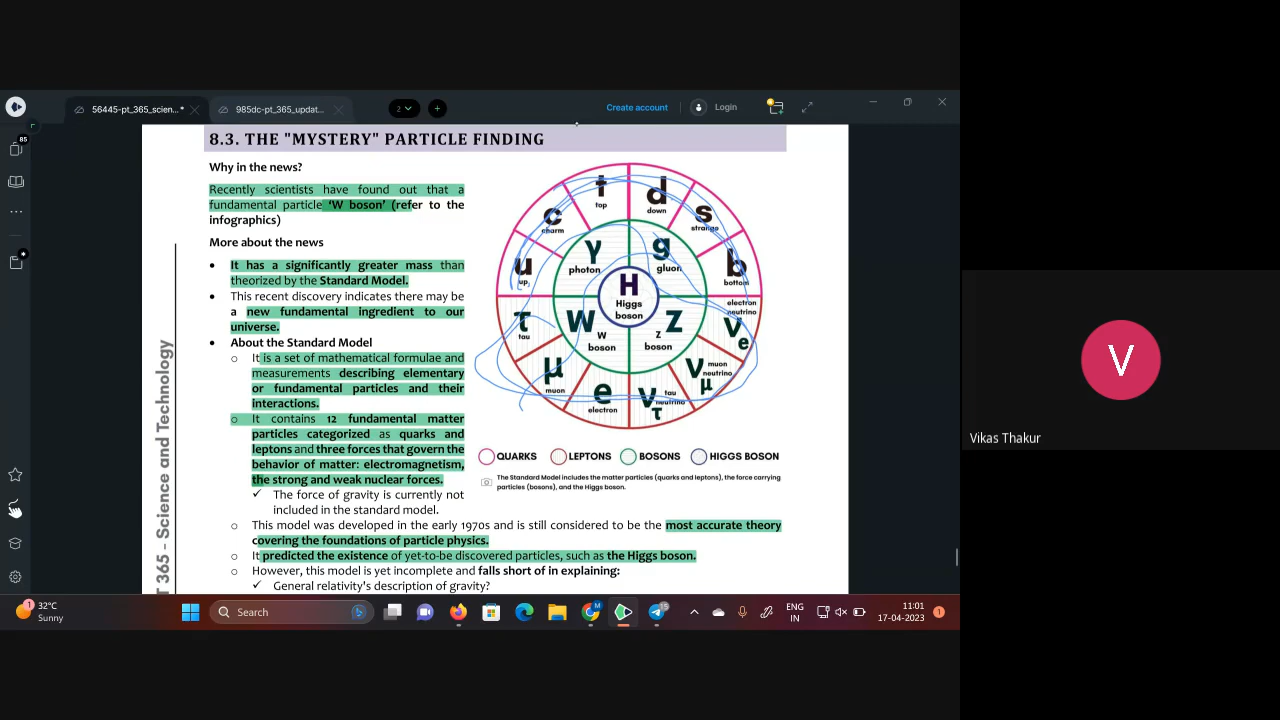 56445-pt_365_scien...*
985dc-pt_365_updat...
2
Create account
Login
85
8.3. THE "MYSTERY" PARTICLE FINDING
Why in the news?
Recently scientists have found out that a
fundamental particle 'W boson' (refer to the
infographics)
More about the news
• It has a significantly greater mass than
theorized by the Standard Model.
• This recent discovery indicates there may be
a new fundamental ingredient to our
universe.
• About the Standard Model
o It is a set of mathematical formulae and
measurements describing elementary
or fundamental particles and their
interactions.
o It contains 12 fundamental matter
particles categorized as quarks and
leptons and three forces that govern the
behavior of matter: electromagnetism,
the strong and weak nuclear forces.
✓ The force of gravity is currently not
included in the standard model.
t
top
d
down
c
charm
s
strange
u
up
b
bottom
γ
photon
g
gluon
H
Higgs
boson
W
W
boson
Z
Z
boson
τ
tau
electron
neutrino
νe
μ
muon
muon
neutrino
νμ
e
electron
tau
neutrino
ντ
QUARKS LEPTONS BOSONS HIGGS BOSON
The Standard Model includes the matter particles (quarks and leptons), the force carrying
particles (bosons), and the Higgs boson.
o This model was developed in the early 1970s and is still considered to be the most accurate theory
covering the foundations of particle physics.
o It predicted the existence of yet-to-be discovered particles, such as the Higgs boson.
o However, this model is yet incomplete and falls short of in explaining:
✓ General relativity's description of gravity?
T 365 - Science and Technology
1
32°C
Sunny
Search
M
15
ENG
IN
11:01
17-04-2023
1
V
Vikas Thakur